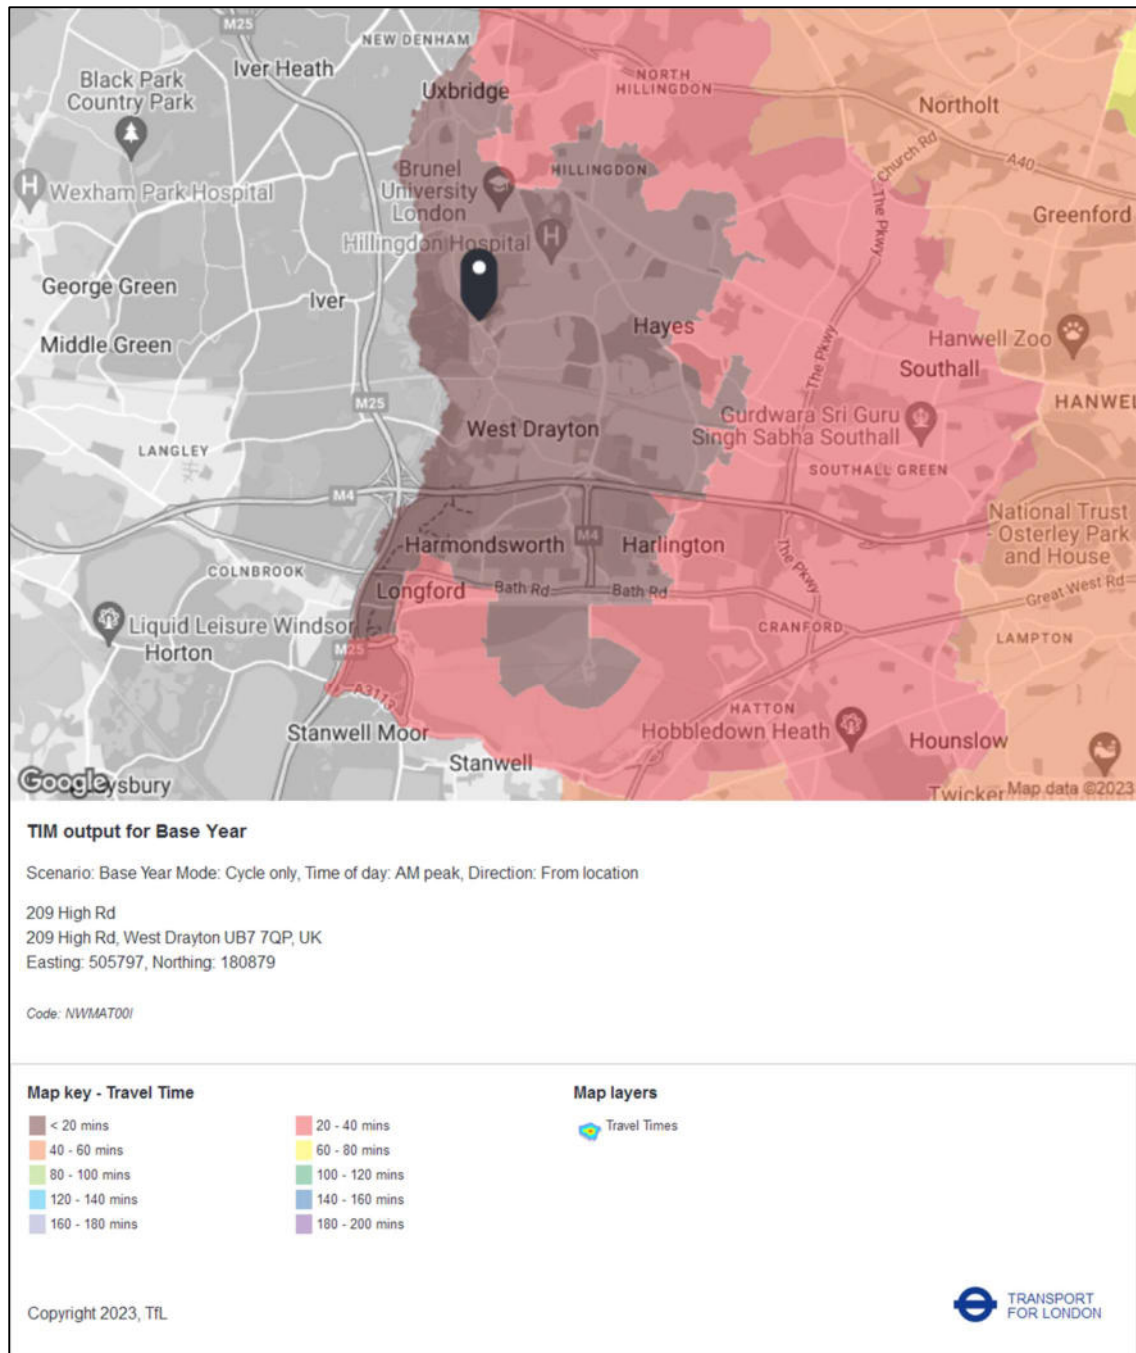 M25
NEW DENHAM
Iver Heath
Black Park
Country Park
Uxbridge
NORTH
HILLINGDON
Northolt
Church Rd
A40
Wexham Park Hospital
Brunel
University
London
HILLINGDON
The Pkwy
Greenford
Hillingdon Hospital
George Green
Iver
Middle Green
Hayes
Hanwell Zoo
The Pkwy
Southall
M25
HANWEL
West Drayton
Gurdwara Sri Guru
Singh Sabha Southall
LANGLEY
SOUTHALL GREEN
M4
National Trust
- Osterley Park
and House
Harmondsworth
M4
Harlington
COLNBROOK
The Pkwy
Longford
Bath Rd
Bath Rd
Great West Rd
Liquid Leisure Windsor
CRANFORD
Horton
M25
LAMPTON
A3113
HATTON
Stanwell Moor
Hobbledown Heath
Hounslow
Stanwell
Google
ysbury
Twicker
Map data ©2023
TIM output for Base Year
Scenario: Base Year Mode: Cycle only, Time of day: AM peak, Direction: From location
209 High Rd
209 High Rd, West Drayton UB7 7QP, UK
Easting: 505797, Northing: 180879
Code: NWMAT00!
Map key - Travel Time
Map layers
< 20 mins
20 - 40 mins
Travel Times
40 - 60 mins
60 - 80 mins
80 - 100 mins
100 - 120 mins
120 - 140 mins
140 - 160 mins
160 - 180 mins
180 - 200 mins
Copyright 2023, TfL
TRANSPORT
FOR LONDON